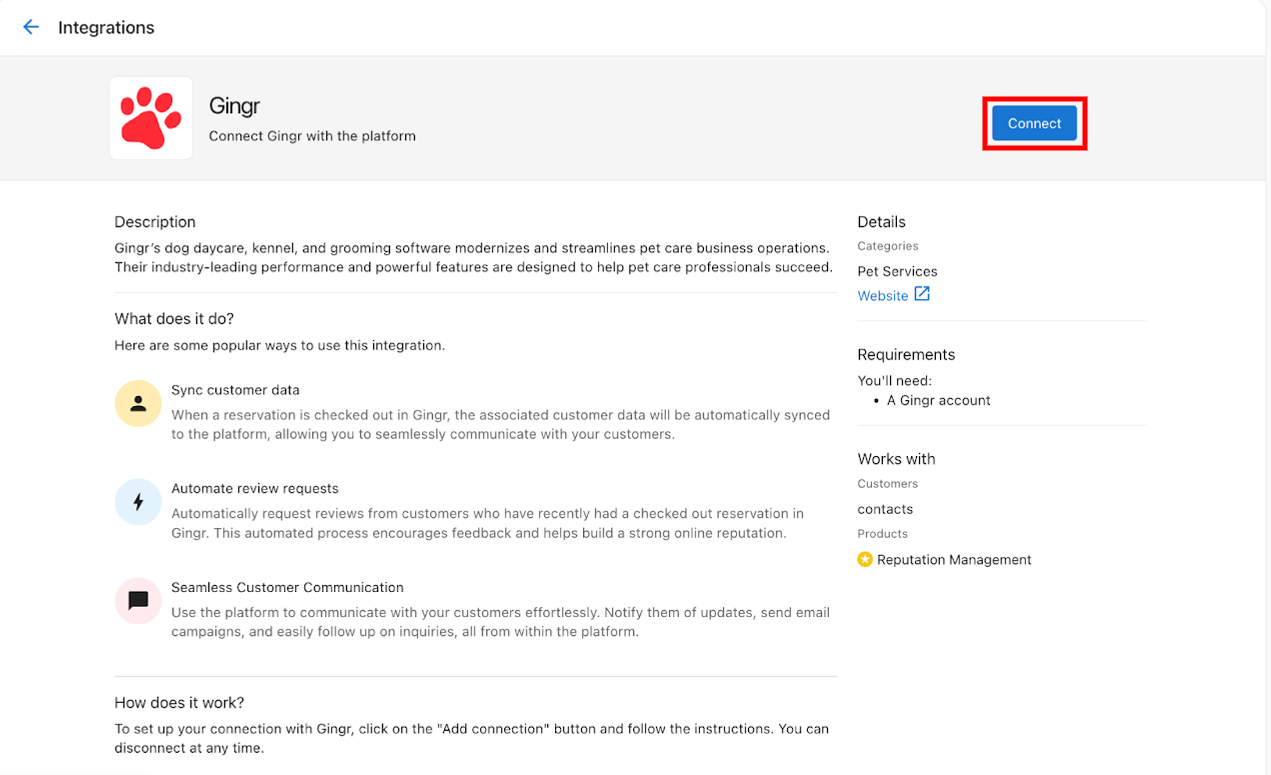 Integrations
Gingr
Connect Gingr with the platform
Connect
Description
Gingr's dog daycare, kennel, and grooming software modernizes and streamlines pet care business operations.
Their industry-leading performance and powerful features are designed to help pet care professionals succeed.
What does it do?
Here are some popular ways to use this integration.
Sync customer data
When a reservation is checked out in Gingr, the associated customer data will be automatically synced
to the platform, allowing you to seamlessly communicate with your customers.
Automate review requests
Automatically request reviews from customers who have recently had a checked out reservation in
Gingr. This automated process encourages feedback and helps build a strong online reputation.
Seamless Customer Communication
Use the platform to communicate with your customers effortlessly. Notify them of updates, send email
campaigns, and easily follow up on inquiries, all from within the platform.
How does it work?
To set up your connection with Gingr, click on the "Add connection" button and follow the instructions. You can
disconnect at any time.
Details
Categories
Pet Services
Website
Requirements
You'll need:
• A Gingr account
Works with
Customers
contacts
Products
Reputation Management